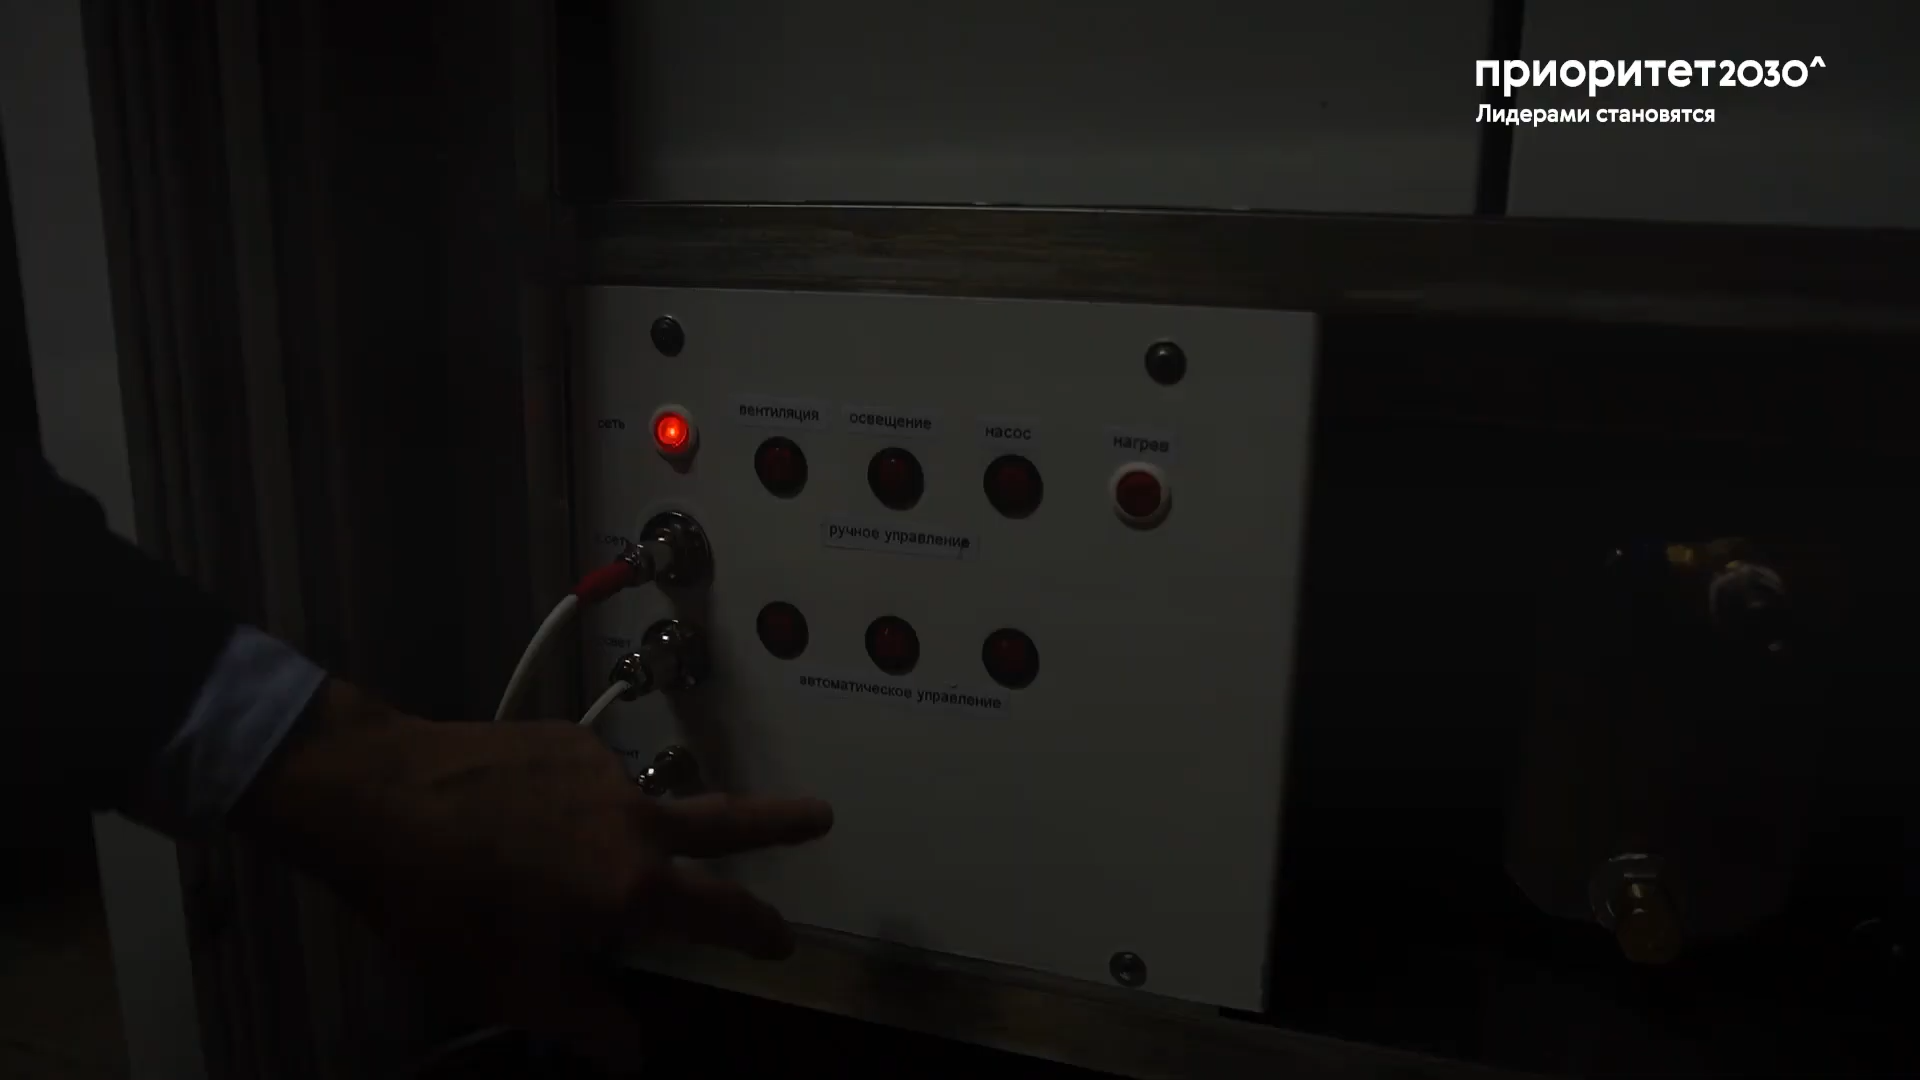 приоритет2030^
Лидерами становятся
сеть
вентиляция
освещение
насос
нагрев
ручное управление
автоматическое управление